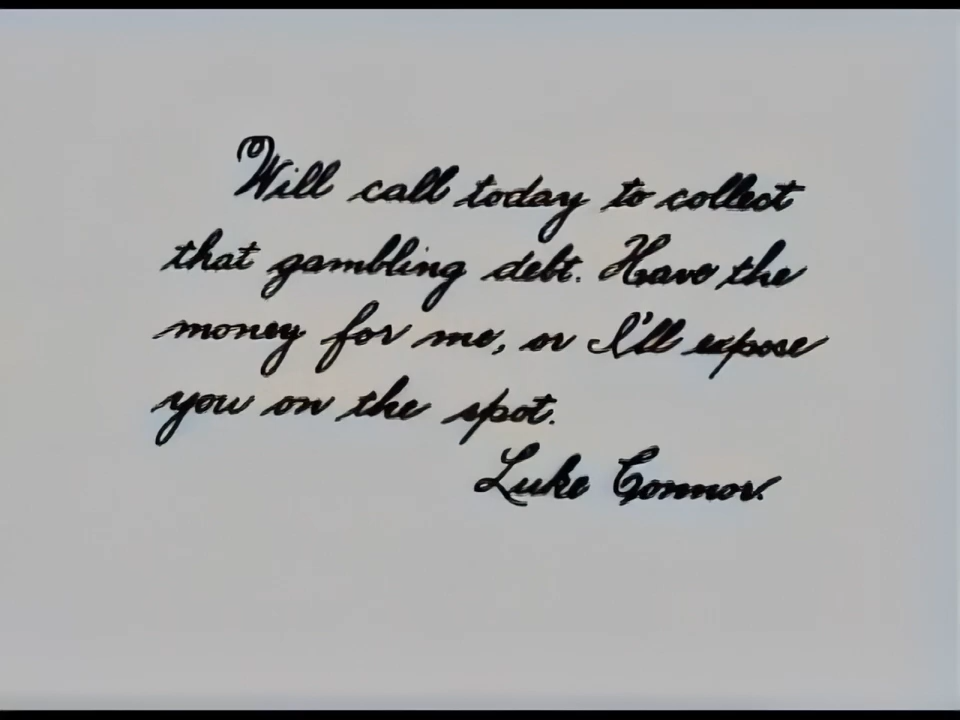 Will call today to collect
that gambling debt. Have the
money for me, or I'll expose
you on the spot.
Luke Connor.